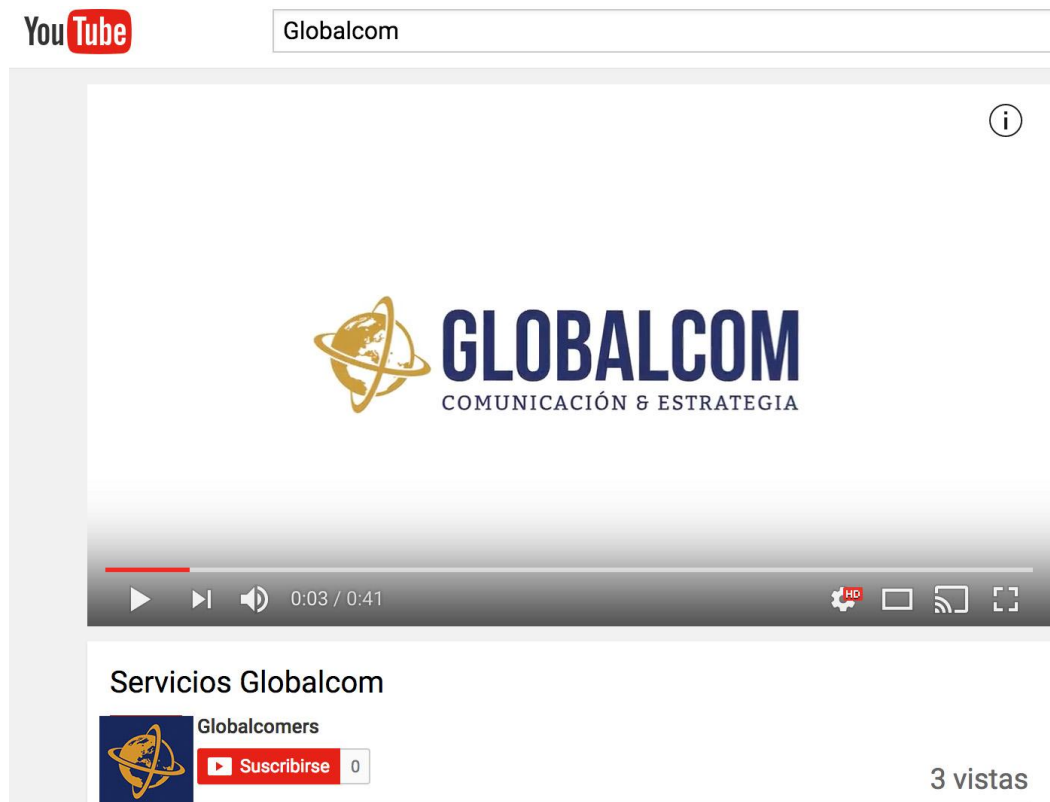 YouTube
Globalcom
i
GLOBALCOM
COMUNICACIÓN & ESTRATEGIA
0:03 / 0:41
HD
Servicios Globalcom
Globalcomers
Suscribirse 0
3 vistas